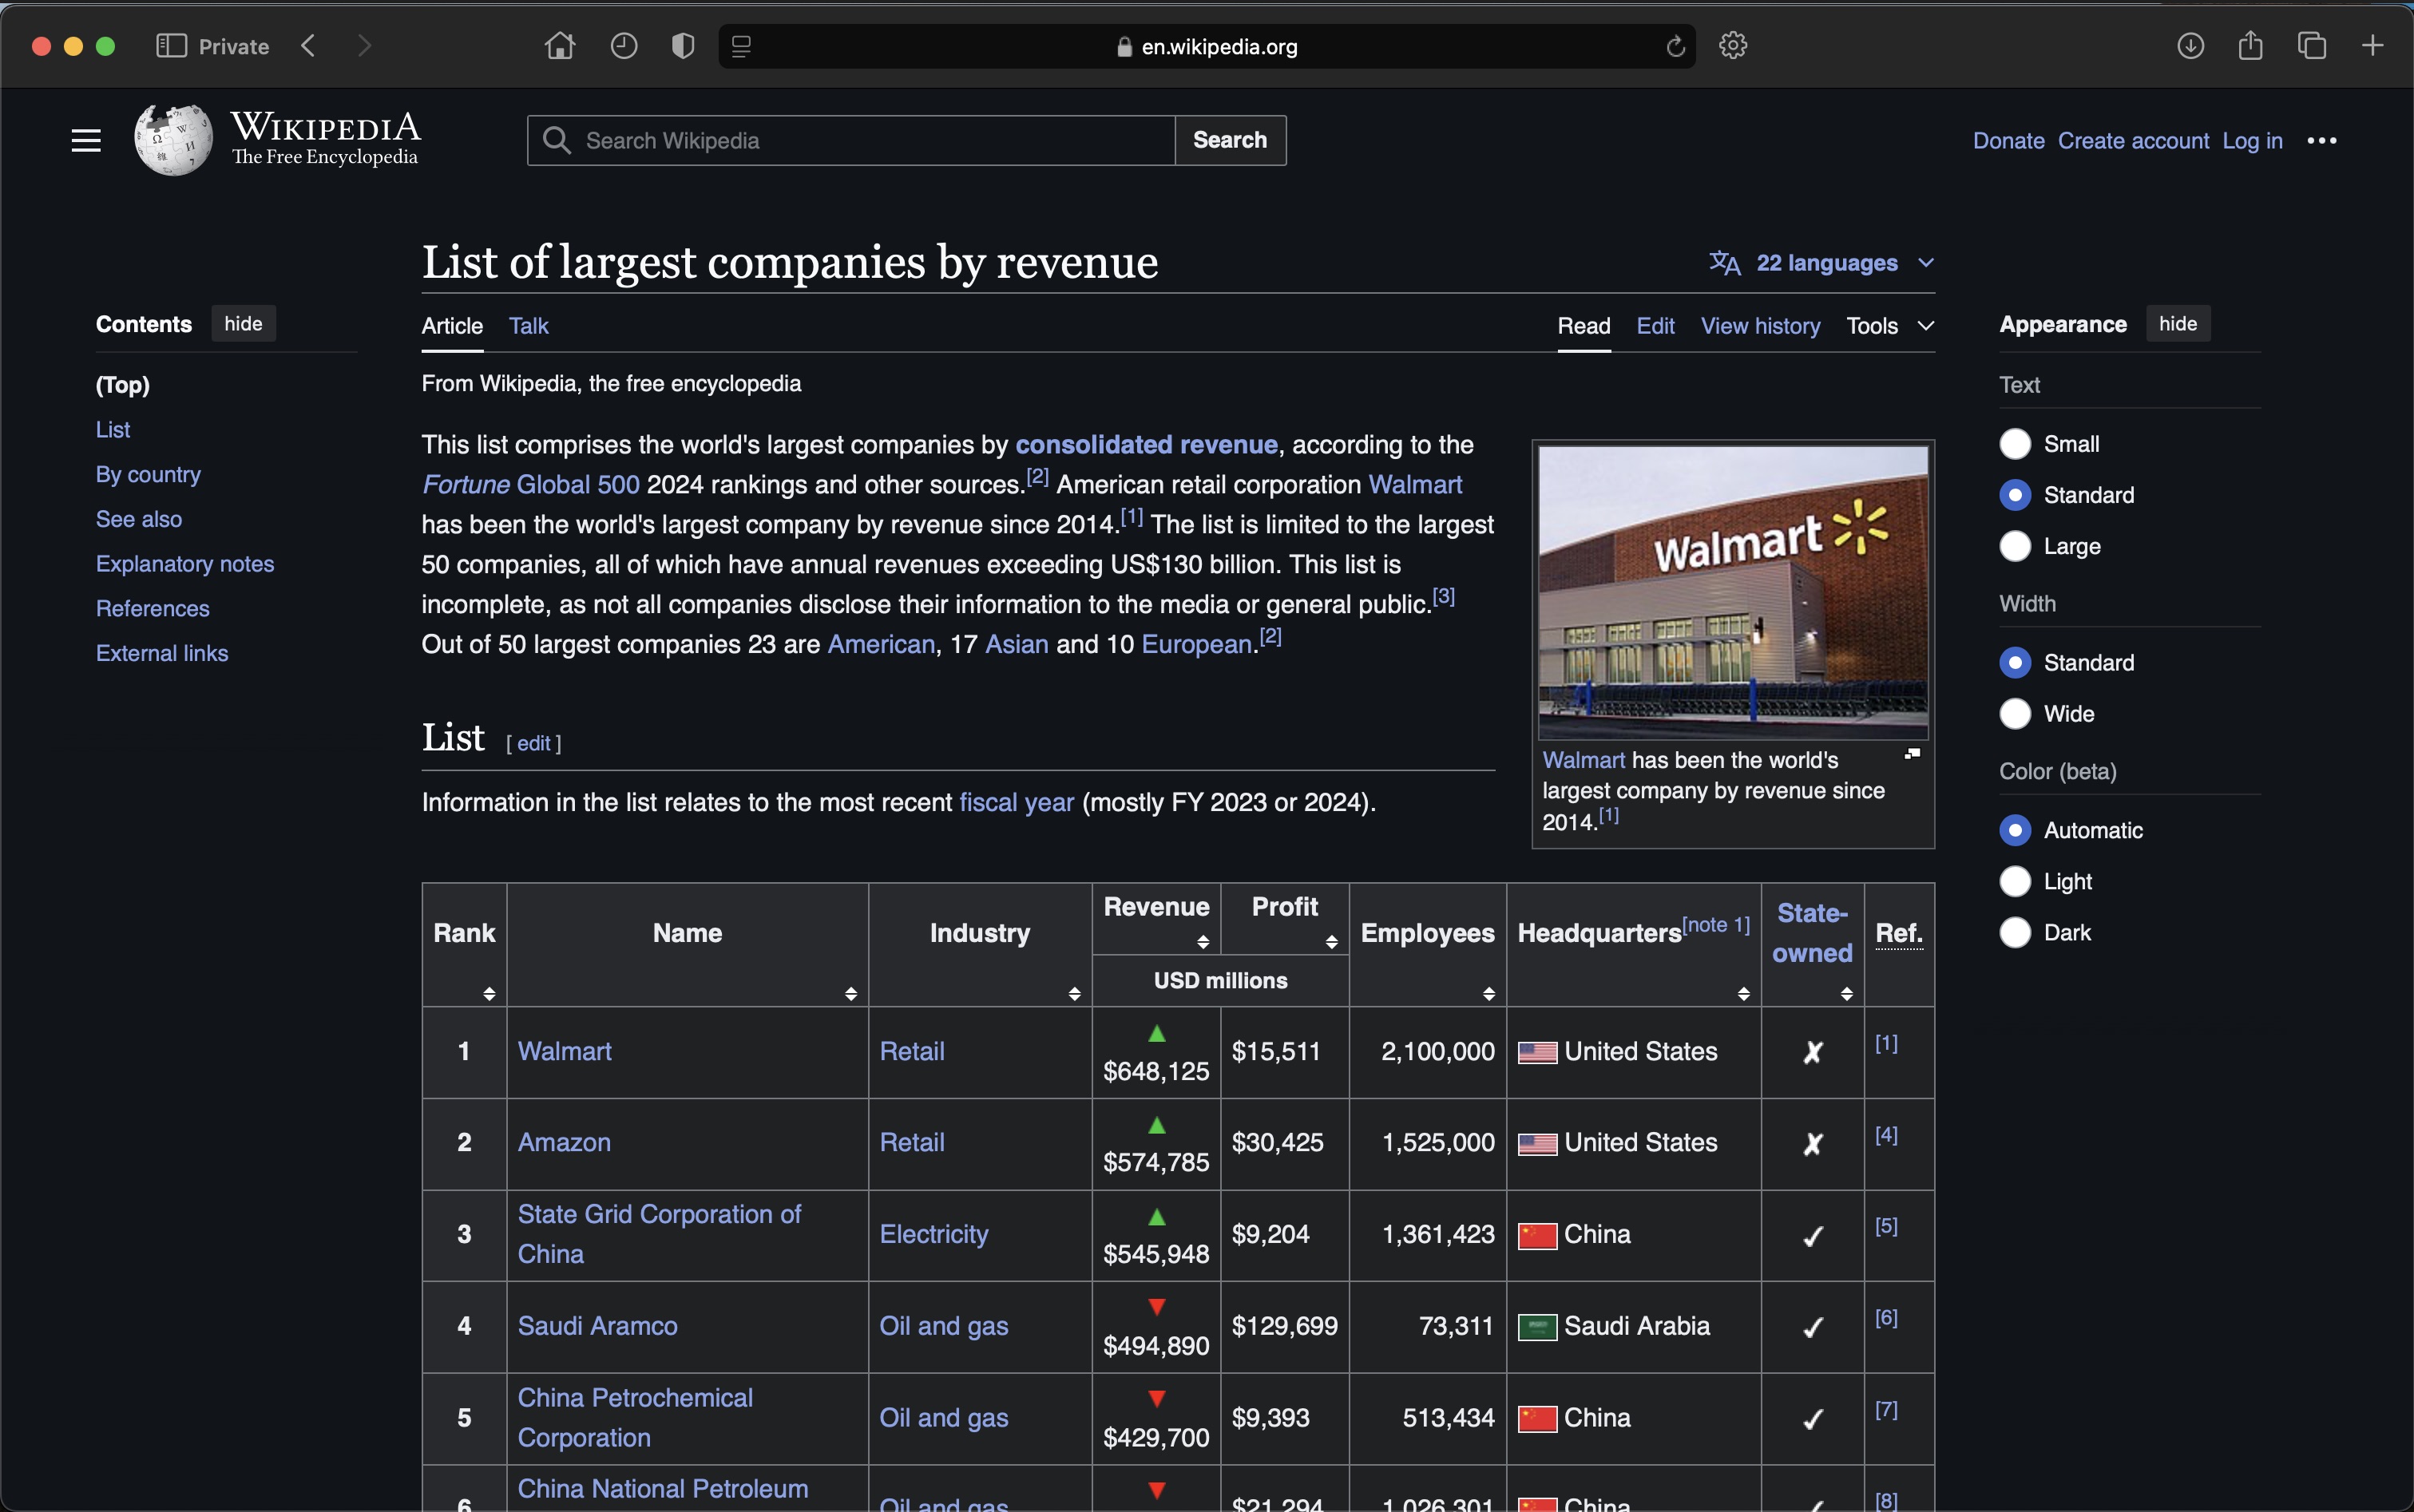 Private
en.wikipedia.org
WIKIPEDIA
The Free Encyclopedia
Search Wikipedia
Search
Donate Create account Log in
List of largest companies by revenue
22 languages
Contents hide
(Top)
List
By country
See also
Explanatory notes
References
External links
Article Talk
Read Edit View history Tools
From Wikipedia, the free encyclopedia
This list comprises the world's largest companies by consolidated revenue, according to the
Fortune Global 500 2024 rankings and other sources.[2] American retail corporation Walmart
has been the world's largest company by revenue since 2014.[1] The list is limited to the largest
50 companies, all of which have annual revenues exceeding US$130 billion. This list is
incomplete, as not all companies disclose their information to the media or general public.[3]
Out of 50 largest companies 23 are American, 17 Asian and 10 European.[2]
Walmart
Walmart has been the world's
largest company by revenue since
2014.[1]
List [ edit ]
Information in the list relates to the most recent fiscal year (mostly FY 2023 or 2024).
Appearance hide
Text
Small
Standard
Large
Width
Standard
Wide
Color (beta)
Automatic
Light
Dark
Rank Name Industry Revenue Profit Employees Headquarters[note 1] State-
owned Ref.
USD millions
1 Walmart Retail ▲ $648,125 $15,511 2,100,000 United States ✗ [1]
2 Amazon Retail ▲ $574,785 $30,425 1,525,000 United States ✗ [4]
3 State Grid Corporation of
China Electricity ▲ $545,948 $9,204 1,361,423 China ✓ [5]
4 Saudi Aramco Oil and gas ▼ $494,890 $129,699 73,311 Saudi Arabia ✓ [6]
5 China Petrochemical
Corporation Oil and gas ▼ $429,700 $9,393 513,434 China ✓ [7]
6 China National Petroleum Oil and gas ▼ $21,294 1,026,301 China ✓ [8]